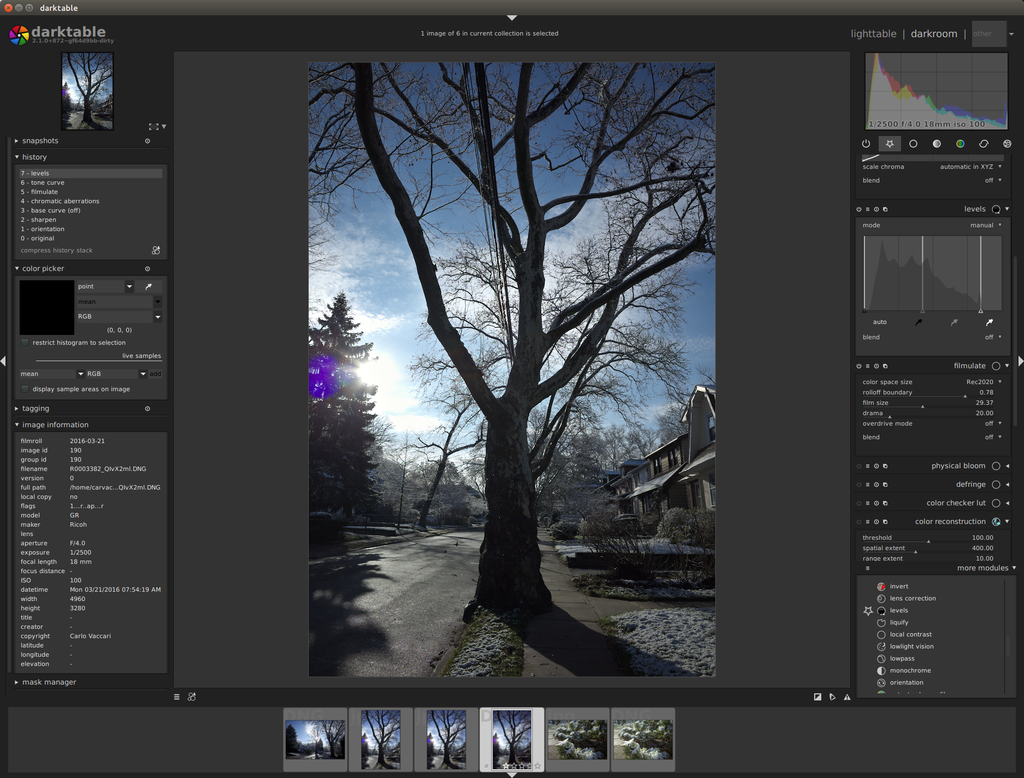 darktable
darktable
2.1.0+872~gf64d9bb-dirty
1 image of 6 in current collection is selected
lighttable | darkroom | other
snapshots
history
7 - levels
6 - tone curve
5 - filmulate
4 - chromatic aberrations
3 - base curve (off)
2 - sharpen
1 - orientation
0 - original
compress history stack
color picker
point
mean
RGB
(0, 0, 0)
restrict histogram to selection
live samples
mean RGB add
display sample areas on image
tagging
image information
filmroll 2016-03-21
image id 190
group id 190
filename R0003382_QIvX2ml.DNG
version 0
full path /home/carvac...QIvX2ml.DNG
local copy no
flags 1...r...ap...r
model GR
maker Ricoh
lens
aperture F/4.0
exposure 1/2500
focal length 18 mm
focus distance -
ISO 100
datetime Mon 03/21/2016 07:54:19 AM
width 4960
height 3280
title -
creator -
copyright Carlo Vaccari
latitude -
longitude -
elevation -
mask manager
1/2500 f/4.0 18mm iso 100
scale chroma automatic in XYZ
blend off
levels
mode manual
auto
blend off
filmulate
color space size Rec2020
rolloff boundary 0.78
film size 29.37
drama 20.00
overdrive mode off
blend off
physical bloom
defringe
color checker lut
color reconstruction
threshold 100.00
spatial extent 400.00
range extent 10.00
more modules
invert
lens correction
levels
liquify
local contrast
lowlight vision
lowpass
monochrome
orientation